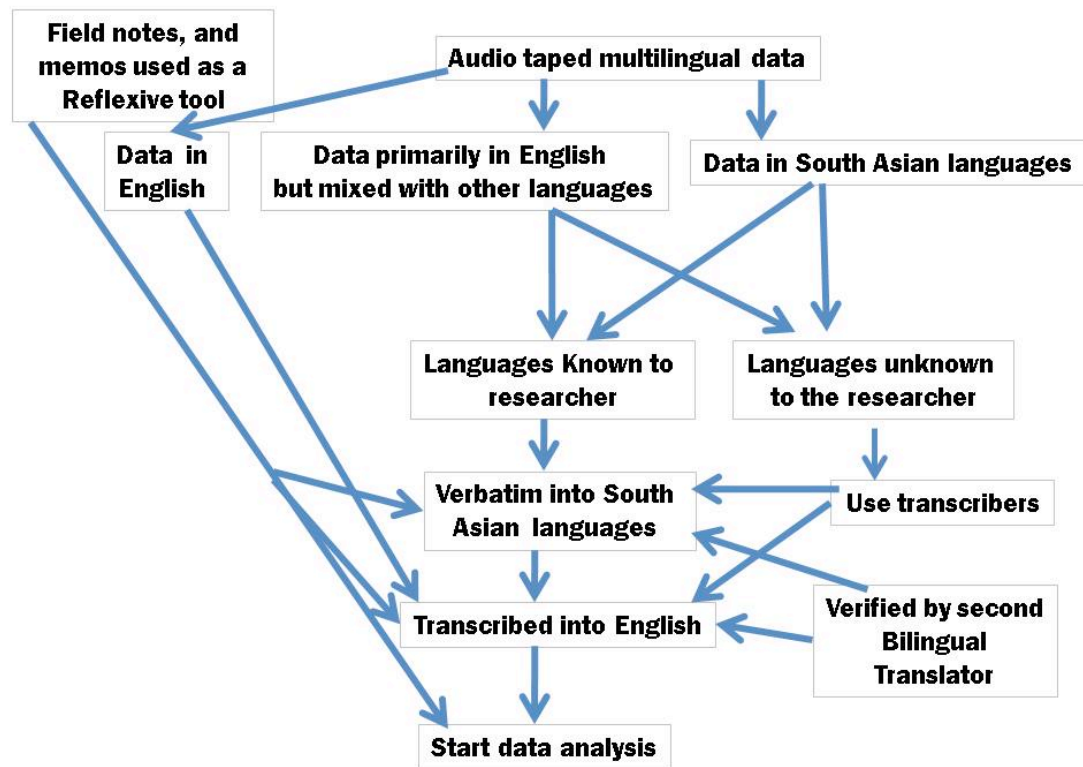 Field notes, and
memos used as a
Reflexive tool
Audio taped multilingual data
Data in
English
Data primarily in English
but mixed with other languages
Data in South Asian languages
Languages Known to
researcher
Languages unknown
to the researcher
Verbatim into South
Asian languages
Use transcribers
Transcribed into English
Verified by second
Bilingual
Translator
Start data analysis